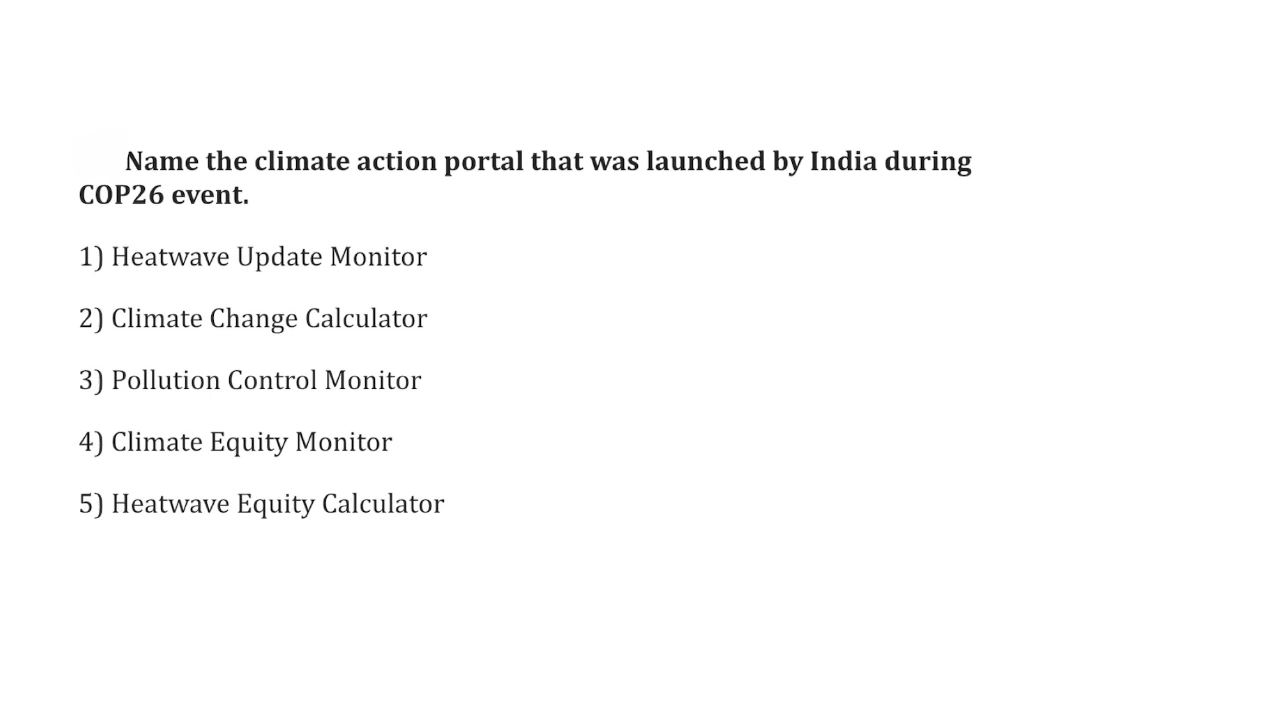 Name the climate action portal that was launched by India during
COP26 event.
1) Heatwave Update Monitor
2) Climate Change Calculator
3) Pollution Control Monitor
4) Climate Equity Monitor
5) Heatwave Equity Calculator